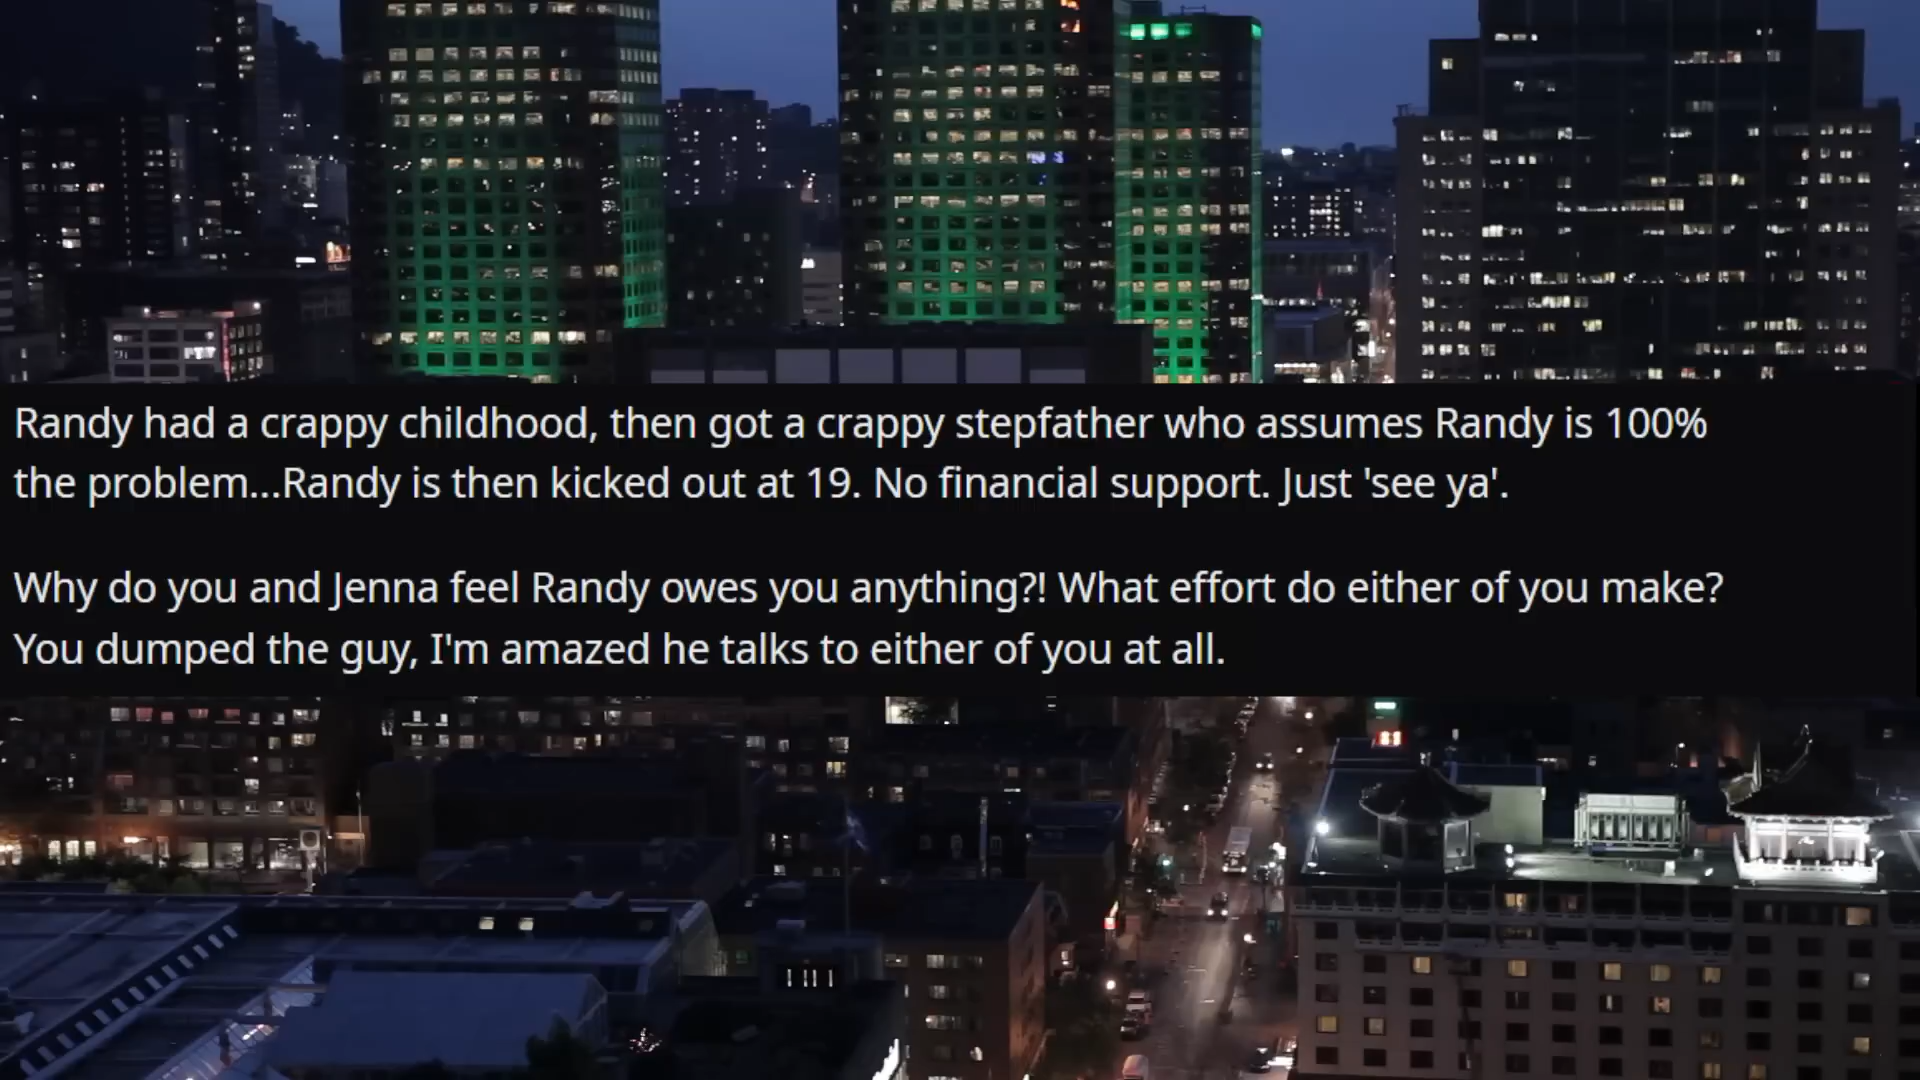 Randy had a crappy childhood, then got a crappy stepfather who assumes Randy is 100%
the problem...Randy is then kicked out at 19. No financial support. Just 'see ya'.
Why do you and Jenna feel Randy owes you anything?! What effort do either of you make?
You dumped the guy, I'm amazed he talks to either of you at all.